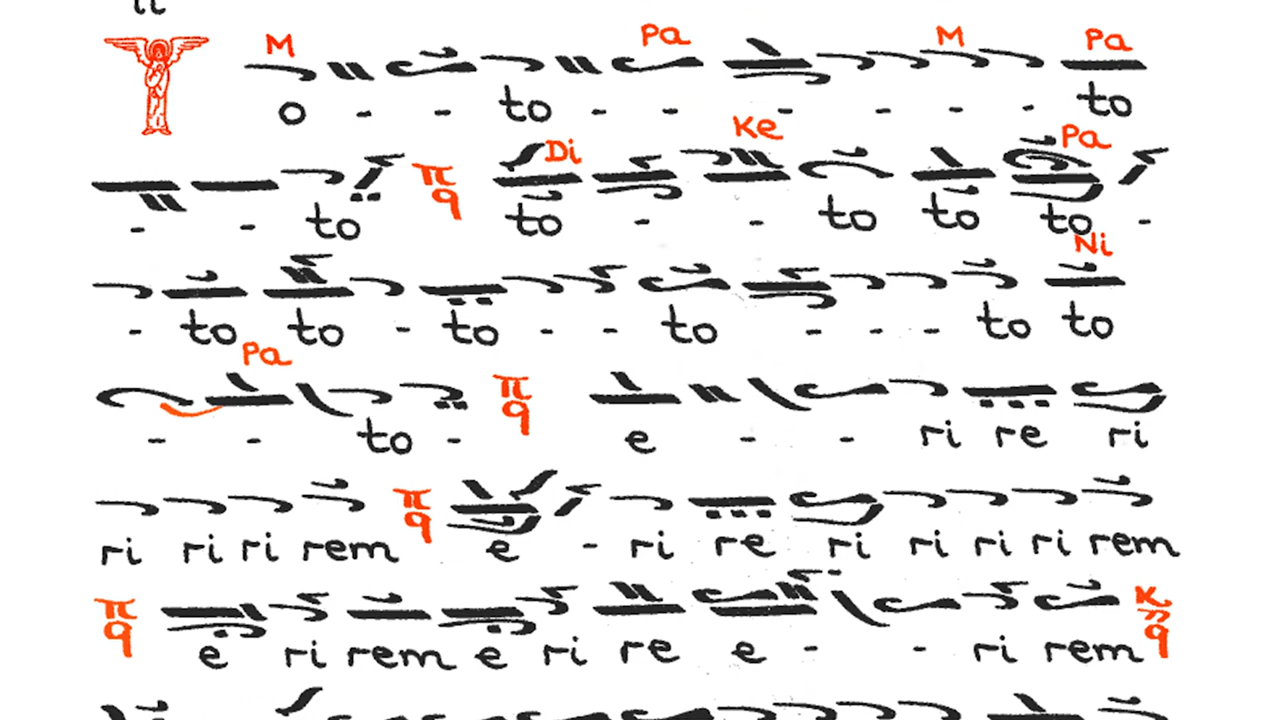 M Pa M Pa
o - - to - - - - - - to
Ke
π q Di Pa
- - to to - - to to to -
Ni
- to to - to - - to - - - to to
Pa
π q
- - to - e - - ri re ri
π q
ri ri ri rem e - ri re ri ri ri ri rem
π q K q
e ri rem e ri re e - - ri rem